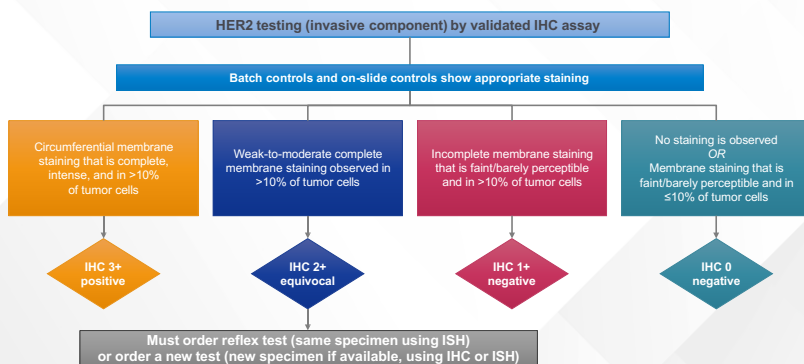 HER2 testing (invasive component) by validated IHC assay
Batch controls and on-slide controls show appropriate staining
Circumferential membrane
staining that is complete,
intense, and in >10%
of tumor cells
Weak-to-moderate complete
membrane staining observed in
>10% of tumor cells
Incomplete membrane staining
that is faint/barely perceptible
and in >10% of tumor cells
No staining is observed
OR
Membrane staining that is
faint/barely perceptible and in
≤10% of tumor cells
IHC 3+
positive
IHC 2+
equivocal
IHC 1+
negative
IHC 0
negative
Must order reflex test (same specimen using ISH)
or order a new test (new specimen if available, using IHC or ISH)